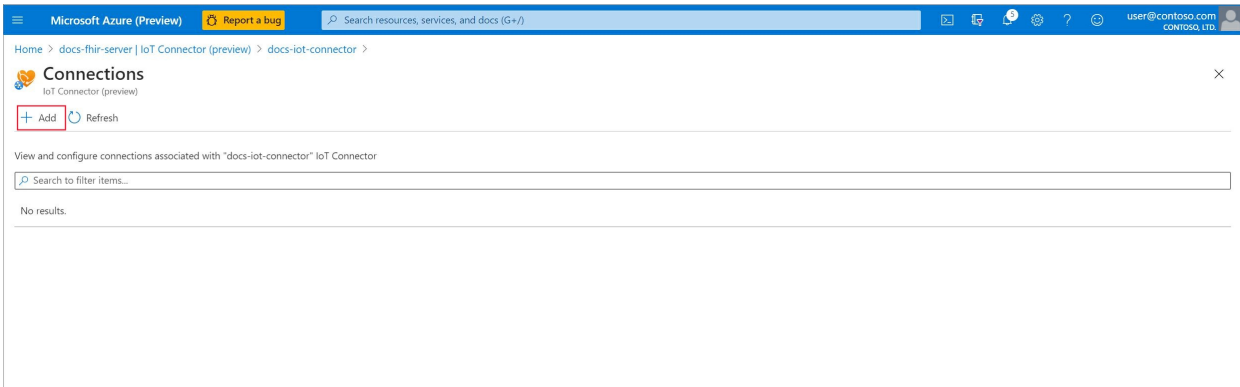 Microsoft Azure (Preview) Report a bug Search resources, services, and docs (G+/) 5 ? user@contoso.com
CONTOSO, LTD.
Home > docs-fhir-server | IoT Connector (preview) > docs-iot-connector >
Connections
IoT Connector (preview)
+ Add Refresh
View and configure connections associated with "docs-iot-connector" IoT Connector
Search to filter items...
No results.